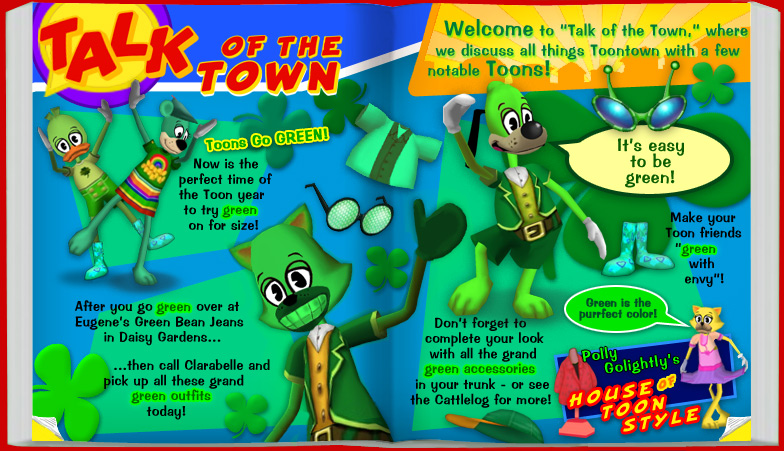 TALK
OF THE
TOWN
Toons Go GREEN!
Now is the
perfect time of
the Toon year
to try green
on for size!
After you go green over at
Eugene's Green Bean Jeans
in Daisy Gardens...
...then call Clarabelle and
pick up all these grand
green outfits
today!
Welcome to "Talk of the Town," where
we discuss all things Toontown with a few
notable Toons!
It's easy
to be
green!
Make your
Toon friends
"green
with
envy"!
Green is the
purrfect color!
Don't forget to
complete your look
with all the grand
green accessories
in your trunk - or see
the Cattlelog for more!
Polly
Golightly's
HOUSE OF
TOON
STYLE